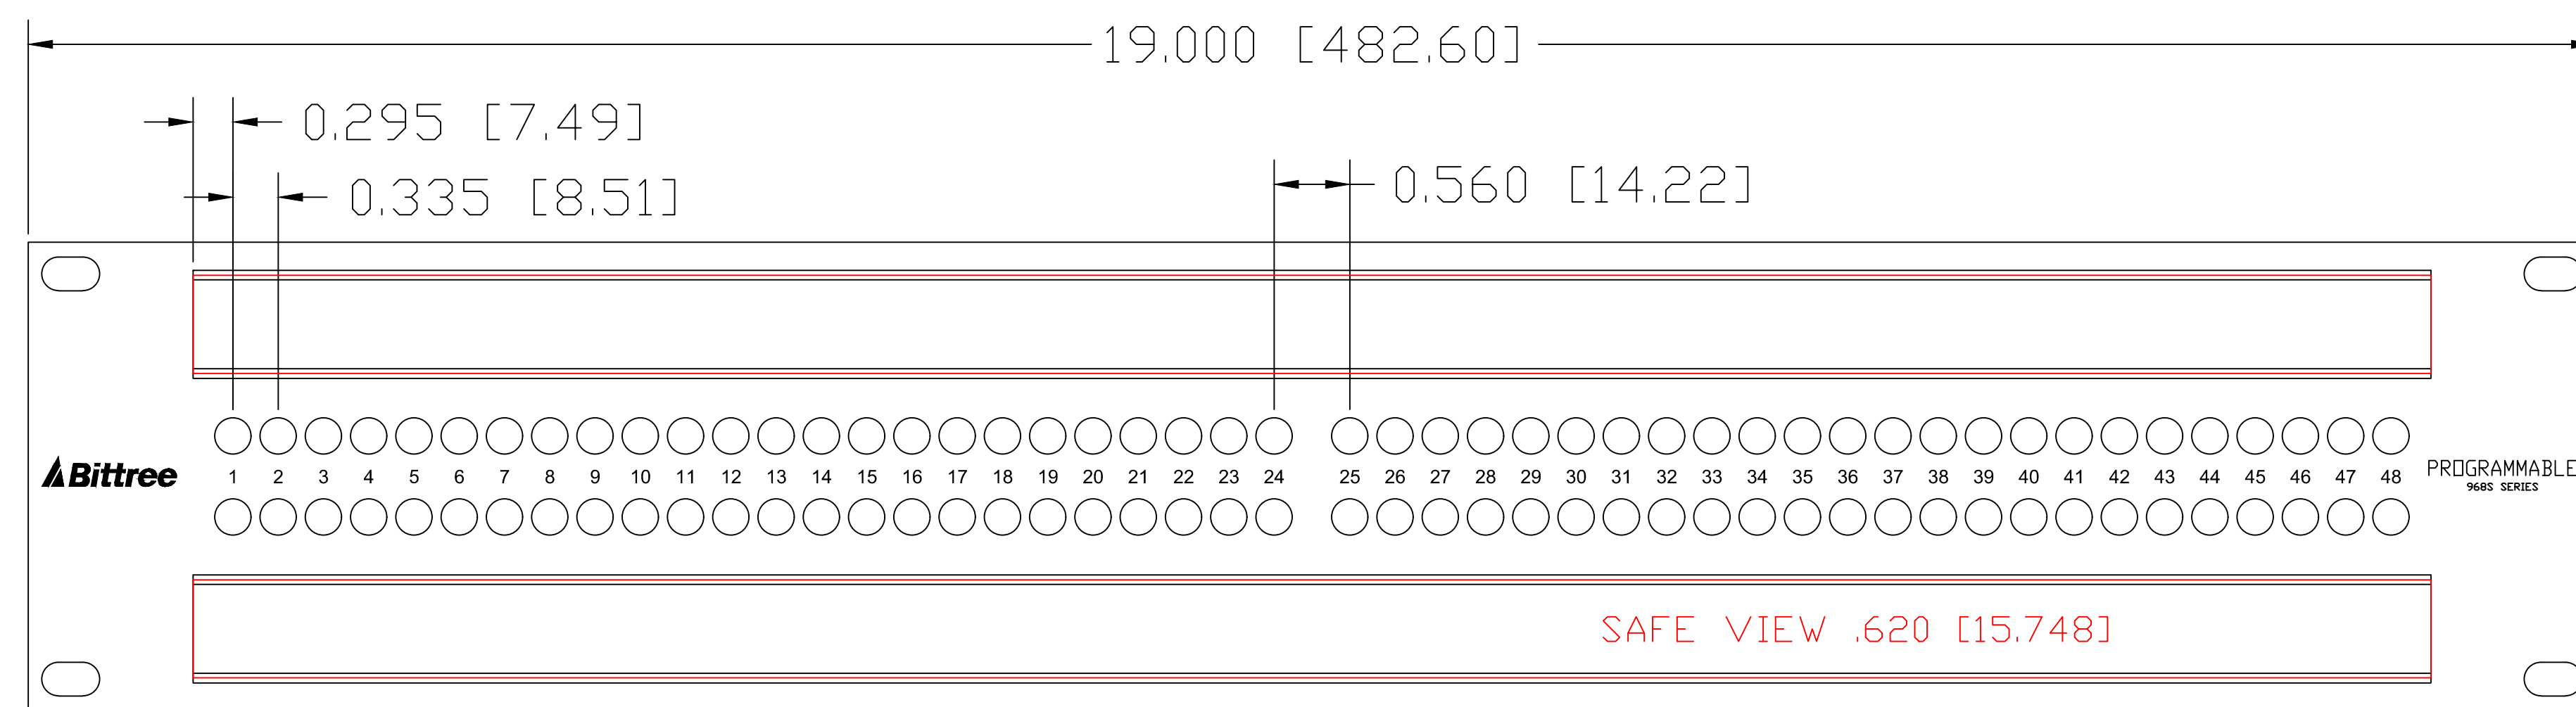 19.000 [482.60]
0.295 [7.49]
0.335 [8.51]
0.560 [14.22]
Bittree
1 2 3 4 5 6 7 8 9 10 11 12 13 14 15 16 17 18 19 20 21 22 23 24 25 26 27 28 29 30 31 32 33 34 35 36 37 38 39 40 41 42 43 44 45 46 47 48
PROGRAMMABLE
968S SERIES
SAFE VIEW .620 [15.748]